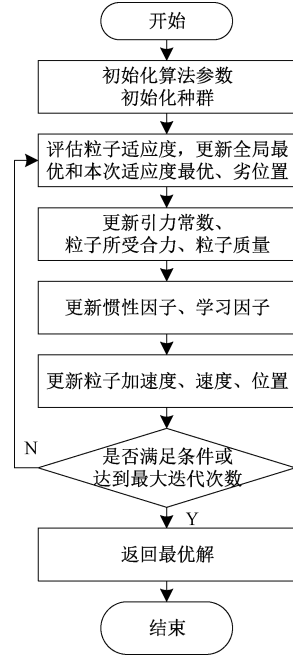 开始
初始化算法参数
初始化种群
评估粒子适应度，更新全局最
优和本次适应度最优、劣位置
更新引力常数、
粒子所受合力、粒子质量
更新惯性因子、学习因子
更新粒子加速度、速度、位置
N
是否满足条件或
达到最大迭代次数
Y
返回最优解
结束